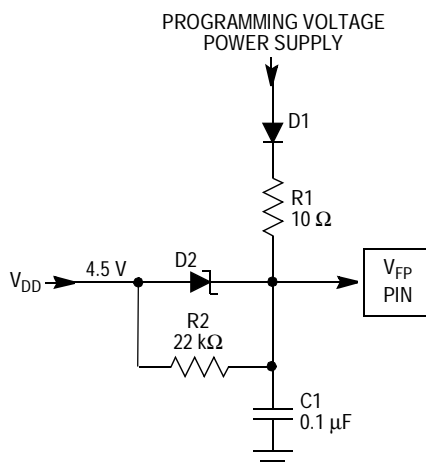 PROGRAMMING VOLTAGE
POWER SUPPLY
D1
R1
10 Ω
D2
4.5 V
V_DD
V_FP
PIN
R2
22 kΩ
C1
0.1 μF